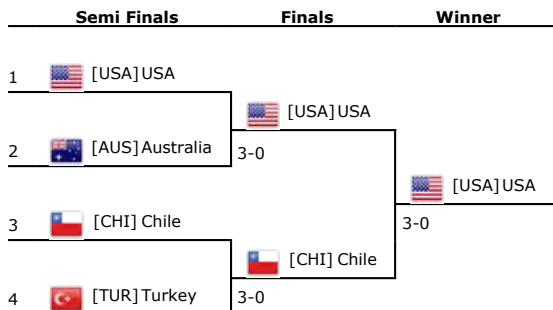 Semi Finals Finals Winner
1 [USA] USA
[USA] USA
2 [AUS] Australia
3-0
[USA] USA
3 [CHI] Chile
3-0
[CHI] Chile
4 [TUR] Turkey
3-0